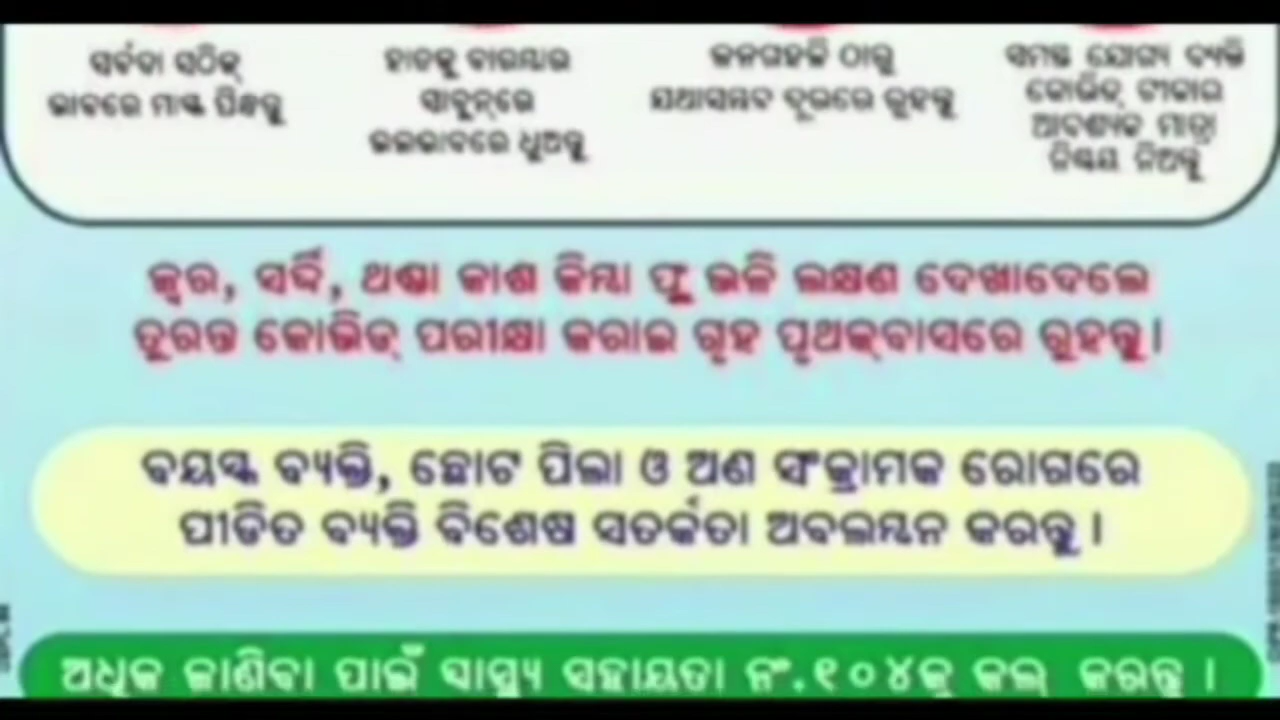 ସର୍ବଦା ସଠିକ୍
ଭାବରେ ମାସ୍କ ପିନ୍ଧନ୍ତୁ
ହାତକୁ ବାରମ୍ବାର
ସାବୁନ୍‌ରେ
ଭଲଭାବରେ ଧୁଅନ୍ତୁ
ଜନଗହଳି ଠାରୁ
ଯଥାସମ୍ଭବ ଦୂରରେ ରୁହନ୍ତୁ
ସମସ୍ତ ଯୋଗ୍ୟ ବ୍ୟକ୍ତି
କୋଭିଡ୍ ଟୀକାର
ଆବଶ୍ୟକ ମାତ୍ରା
ନିଶ୍ଚୟ ନିଅନ୍ତୁ
ଜ୍ୱର, ସର୍ଦ୍ଦି, ଥଣ୍ଡା କାଶ କିମ୍ବା ଫ୍ଲୁ ଭଳି ଲକ୍ଷଣ ଦେଖାଦେଲେ
ତୁରନ୍ତ କୋଭିଡ୍ ପରୀକ୍ଷା କରାଇ ଗୃହ ପୃଥକ୍‌ବାସରେ ରୁହନ୍ତୁ।
ବୟସ୍କ ବ୍ୟକ୍ତି, ଛୋଟ ପିଲା ଓ ଅଣ ସଂକ୍ରାମକ ରୋଗରେ
ପୀଡିତ ବ୍ୟକ୍ତି ବିଶେଷ ସତର୍କତା ଅବଲମ୍ବନ କରନ୍ତୁ।
ଅଧିକ ଜାଣିବା ପାଇଁ ସ୍ୱାସ୍ଥ୍ୟ ସହାୟତା ନଂ.୧୦୪କୁ କଲ୍ କରନ୍ତୁ।